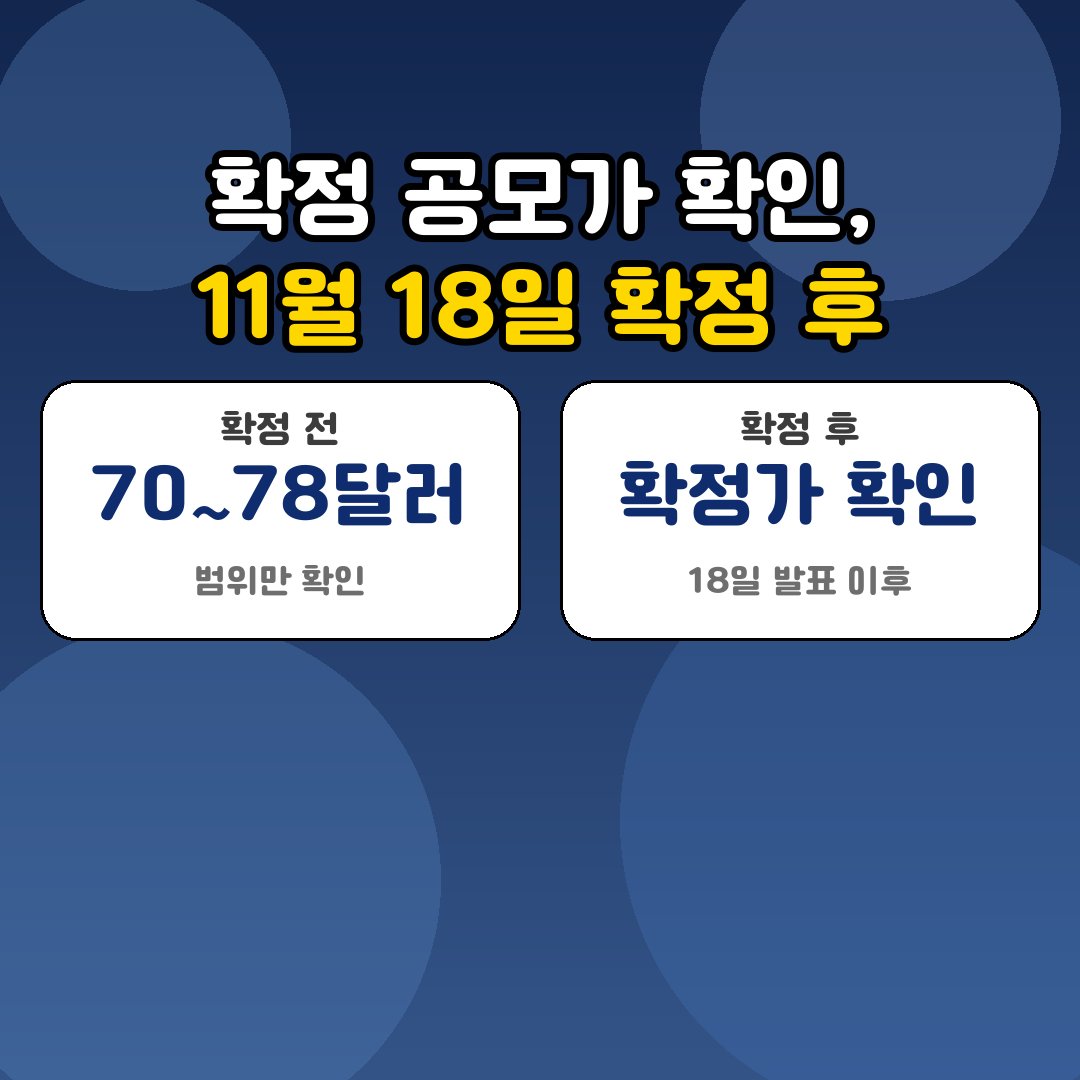 확정 공모가 확인,
11월 18일 확정 후
확정 전
70~78달러
범위만 확인
확정 후
확정가 확인
18일 발표 이후